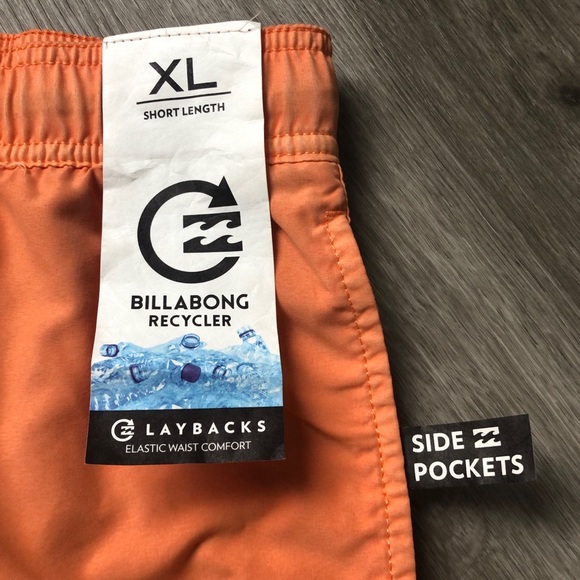 XL
SHORT LENGTH
BILLABONG
RECYCLER
LAYBACKS
ELASTIC WAIST COMFORT
SIDE
POCKETS